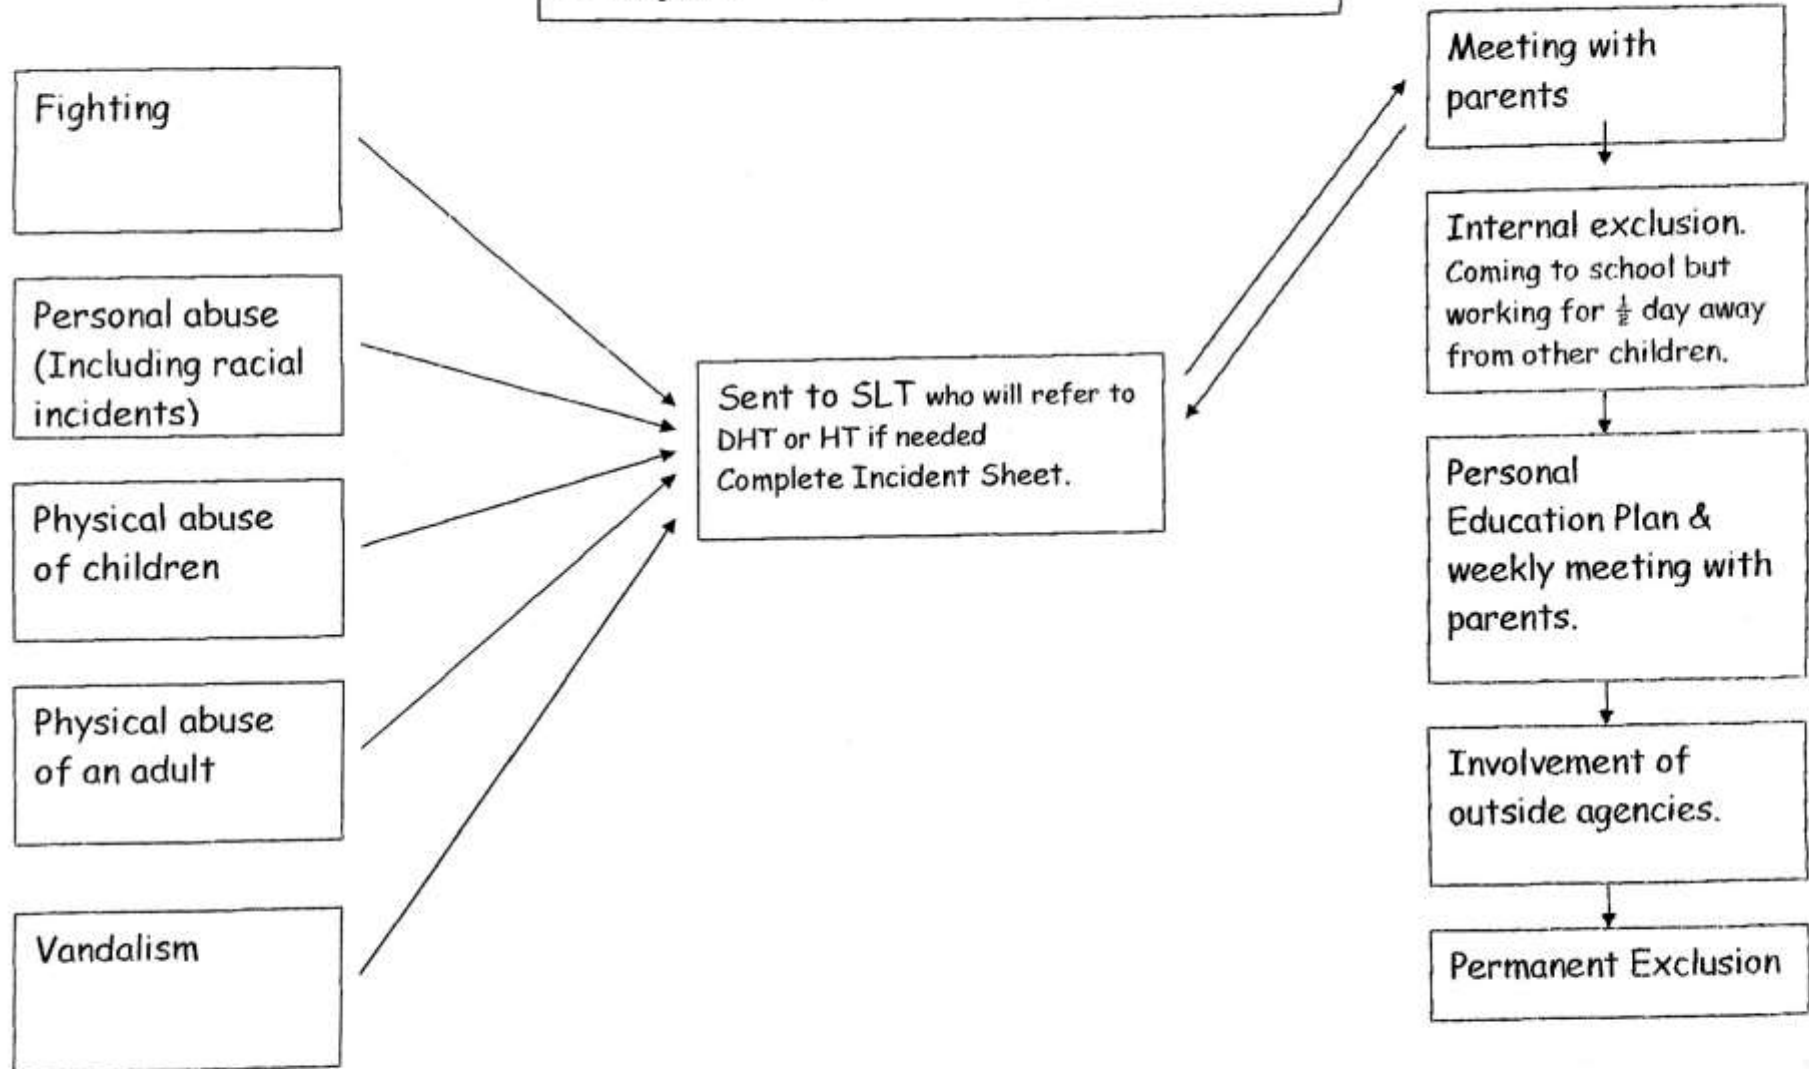 Fighting
Personal abuse
(Including racial
incidents)
Physical abuse
of children
Physical abuse
of an adult
Vandalism
Sent to SLT who will refer to
DHT or HT if needed
Complete Incident Sheet.
Meeting with
parents
Internal exclusion.
Coming to school but
working for ½ day away
from other children.
Personal
Education Plan &
weekly meeting with
parents.
Involvement of
outside agencies.
Permanent Exclusion